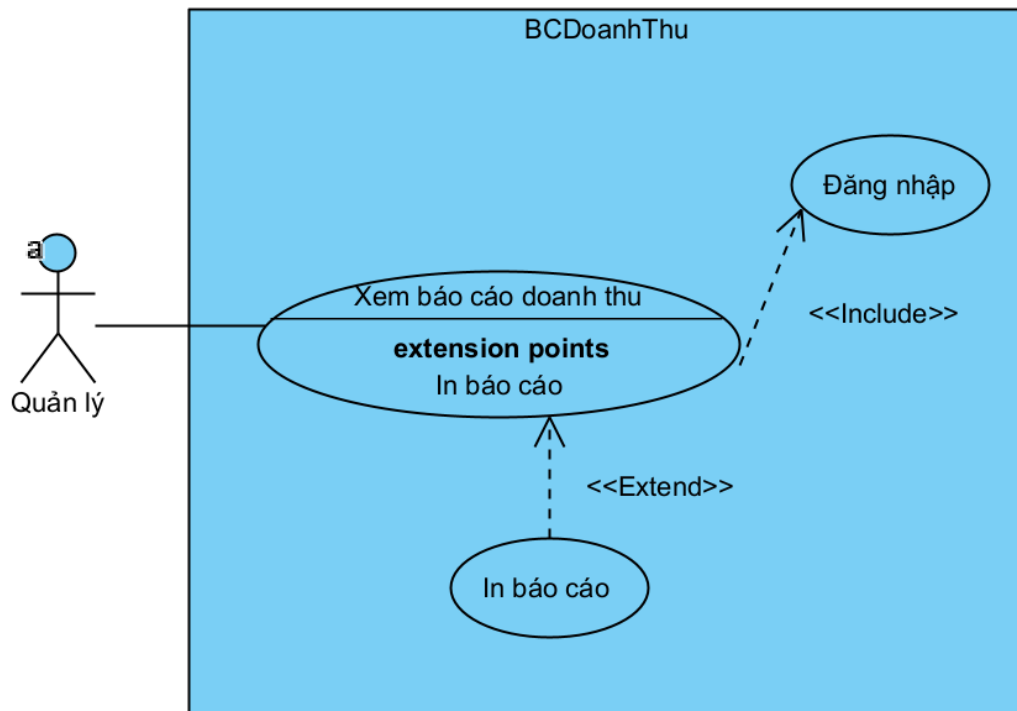 BCDoanhThu
Đăng nhập
a
Xem báo cáo doanh thu
<<Include>>
extension points
In báo cáo
Quản lý
<<Extend>>
In báo cáo